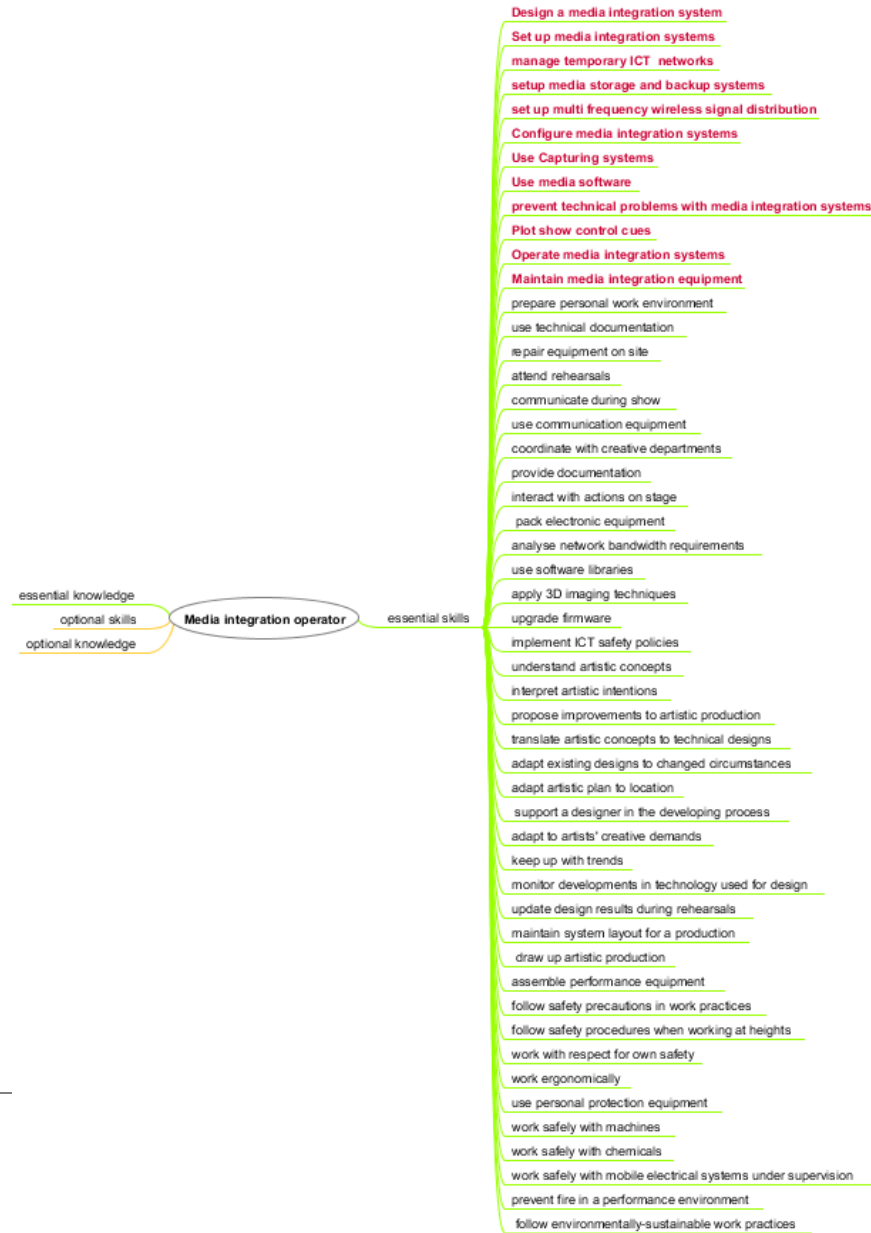 Design a media integration system
Set up media integration systems
manage temporary ICT networks
setup media storage and backup systems
set up multi frequency wireless signal distribution
Configure media integration systems
Use Capturing systems
Use media software
prevent technical problems with media integration systems
Plot show control cues
Operate media integration systems
Maintain media integration equipment
prepare personal work environment
use technical documentation
repair equipment on site
attend rehearsals
communicate during show
use communication equipment
coordinate with creative departments
provide documentation
interact with actions on stage
pack electronic equipment
analyse network bandwidth requirements
use software libraries
apply 3D imaging techniques
upgrade firmware
implement ICT safety policies
understand artistic concepts
interpret artistic intentions
propose improvements to artistic production
translate artistic concepts to technical designs
adapt existing designs to changed circumstances
adapt artistic plan to location
support a designer in the developing process
adapt to artists' creative demands
keep up with trends
monitor developments in technology used for design
update design results during rehearsals
maintain system layout for a production
draw up artistic production
assemble performance equipment
follow safety precautions in work practices
follow safety procedures when working at heights
work with respect for own safety
work ergonomically
use personal protection equipment
work safely with machines
work safely with chemicals
work safely with mobile electrical systems under supervision
prevent fire in a performance environment
follow environmentally-sustainable work practices
essential skills
Media integration operator
essential knowledge
optional skills
optional knowledge